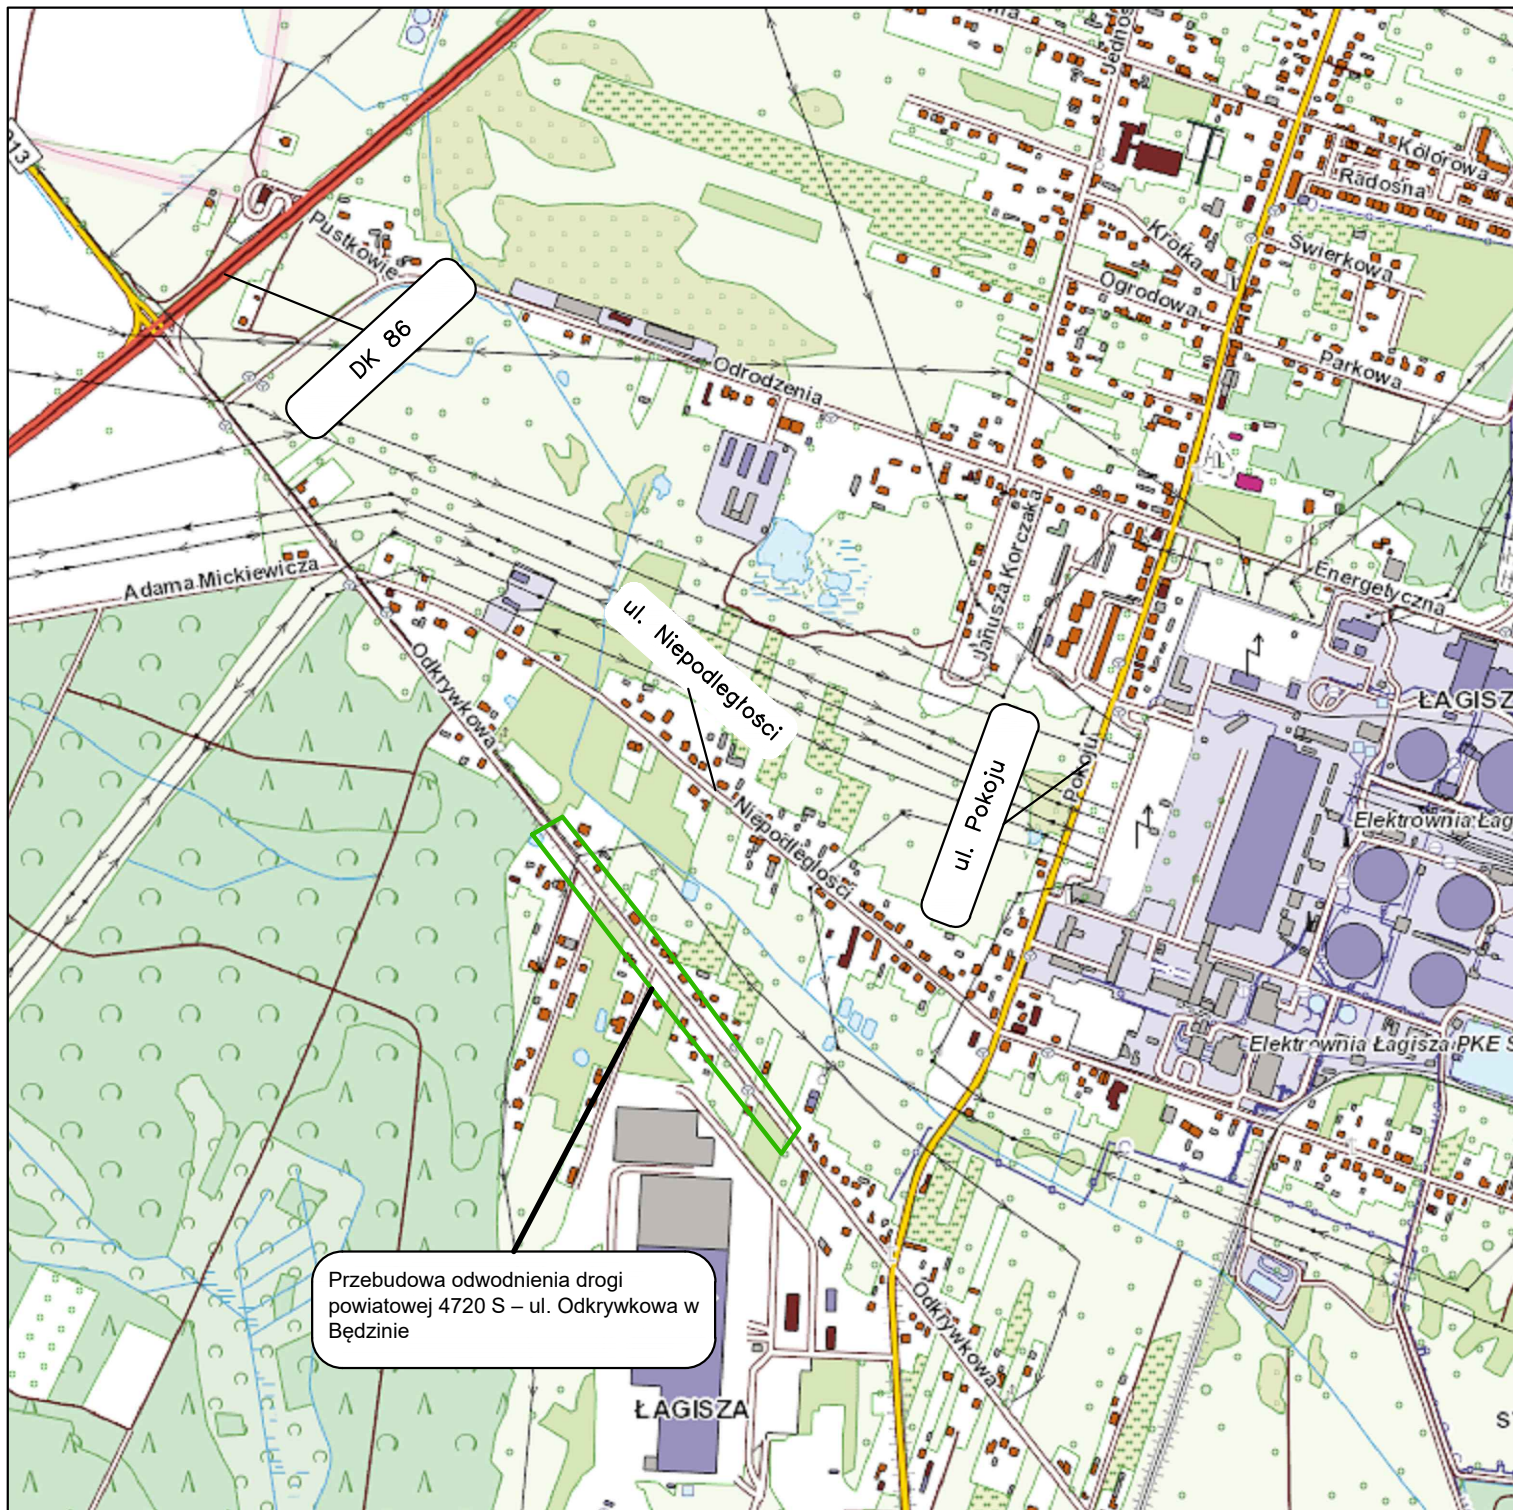 Jedno
913
Kolorowa
Radosna
Krótka
Świerkowa
Pustkowie
Ogrodowa
DK 86
Parkowa
Odrodzenia
Janusza Korczaka
Adama Mickiewicza
Energetyczna
ul. Niepodległości
Odkrywkowa
ŁAGISZ
ul. Pokoju
Pokoju
Niepodległości
Elektrownia Łag
Elektrownia Łagisza PKE S
Przebudowa odwodnienia drogi
powiatowej 4720 S – ul. Odkrywkowa w
Będzinie
Odkrywkowa
ŁAGISZA